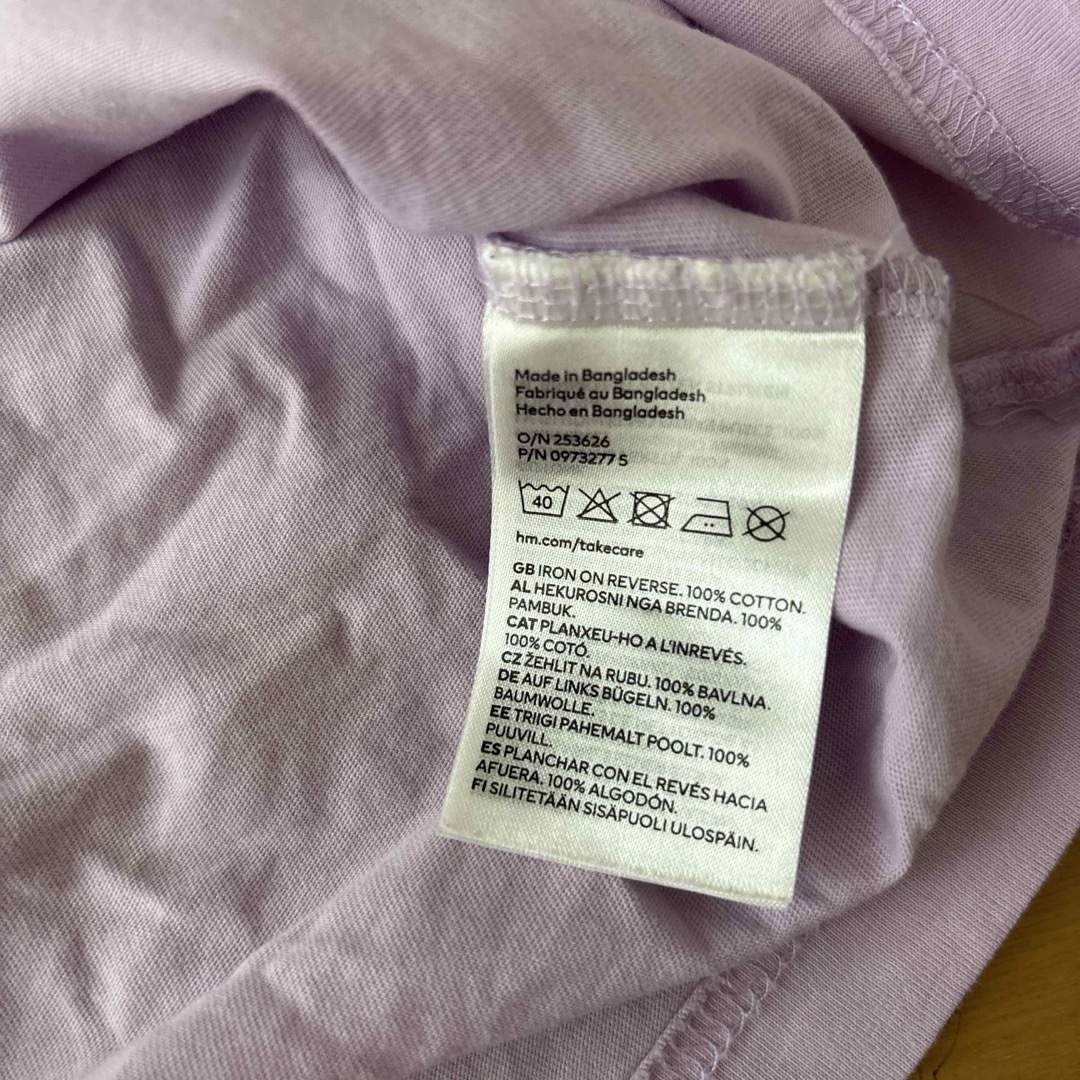 Made in Bangladesh
Fabriqué au Bangladesh
Hecho en Bangladesh
O/N 253626
P/N 0973277 S
40
hm.com/takecare
GB IRON ON REVERSE. 100% COTTON.
AL HEKUROSNI NGA BRENDA. 100%
PAMBUK.
CAT PLANXEU-HO A L'INREVÉS.
100% COTÓ.
CZ ŽEHLIT NA RUBU. 100% BAVLNA.
DE AUF LINKS BÜGELN. 100%
BAUMWOLLE.
EE TRIIGI PAHEMALT POOLT. 100%
PUUVILL.
ES PLANCHAR CON EL REVÉS HACIA
AFUERA. 100% ALGODÓN.
FI SILITETÄÄN SISÄPUOLI ULOSPÄIN.